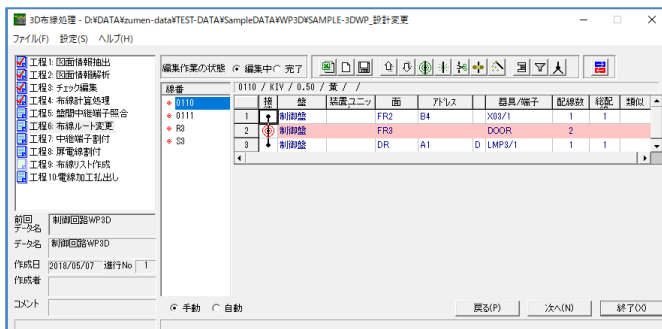 3D布線処理 - D:¥DATA¥zumen-data¥TEST-DATA¥SampleDATA¥WP3D¥SAMPLE-3DWP_設計変更
ファイル(F) 設定(S) ヘルプ(H)
工程1: 図面情報抽出
工程2: 図面情報解析
工程3: チェック編集
工程4: 布線計算処理
工程5: 盤間中継端子照合
工程6: 布線ルート変更
工程7: 中継端子割付
工程8: 扉電線割付
工程9: 布線リスト作成
工程10:電線加工払出し
編集作業の状態 編集中 完了
線番
0110
0111
R3
S3
0110 / KIV / 0.50 / 黄 / /
接 盤 装置ユニッ 面 アドレス 器具/端子 配線数 総配 類似
1 制御盤 FR2 B4 X03/1 1 1
2 制御盤 FR3 DOOR 2
3 制御盤 DR A1 D LMP3/1 1 1
前回
データ名 制御回路WP3D
データ名 制御回路WP3D
作成日 2018/05/07 進行No 1
作成者
コメント
手動 自動
戻る(P) 次へ(N) 終了(X)